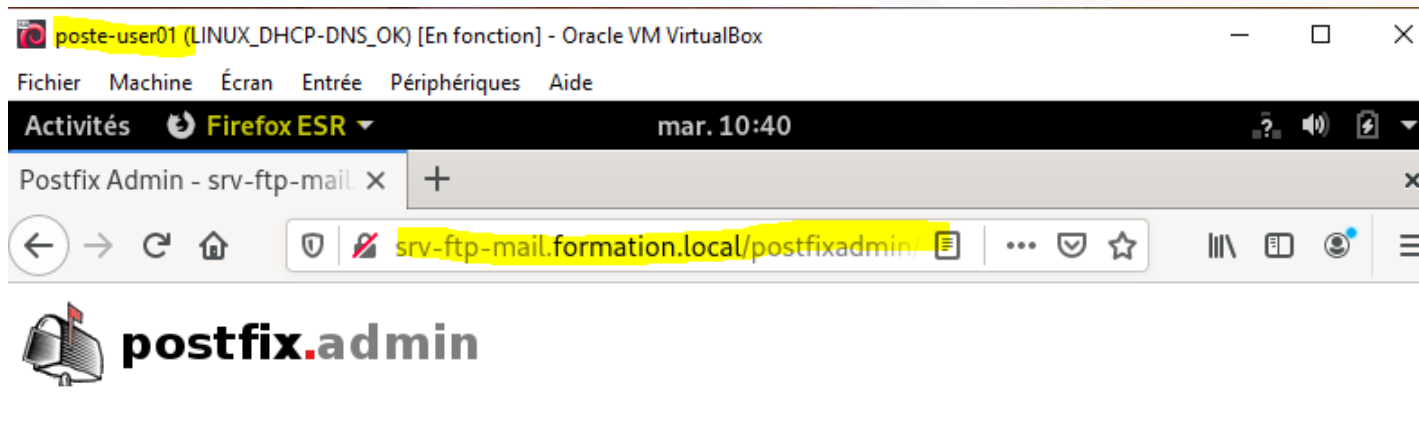 poste-user01 (LINUX_DHCP-DNS_OK) [En fonction] - Oracle VM VirtualBox
Fichier Machine Écran Entrée Périphériques Aide
Activités Firefox ESR mar. 10:40
Postfix Admin - srv-ftp-mail.
srv-ftp-mail.formation.local/postfixadmin/
postfix.admin